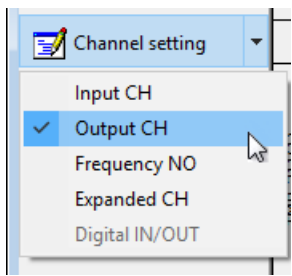 Channel setting
Input CH
Output CH
Frequency NO
Expanded CH
Digital IN/OUT